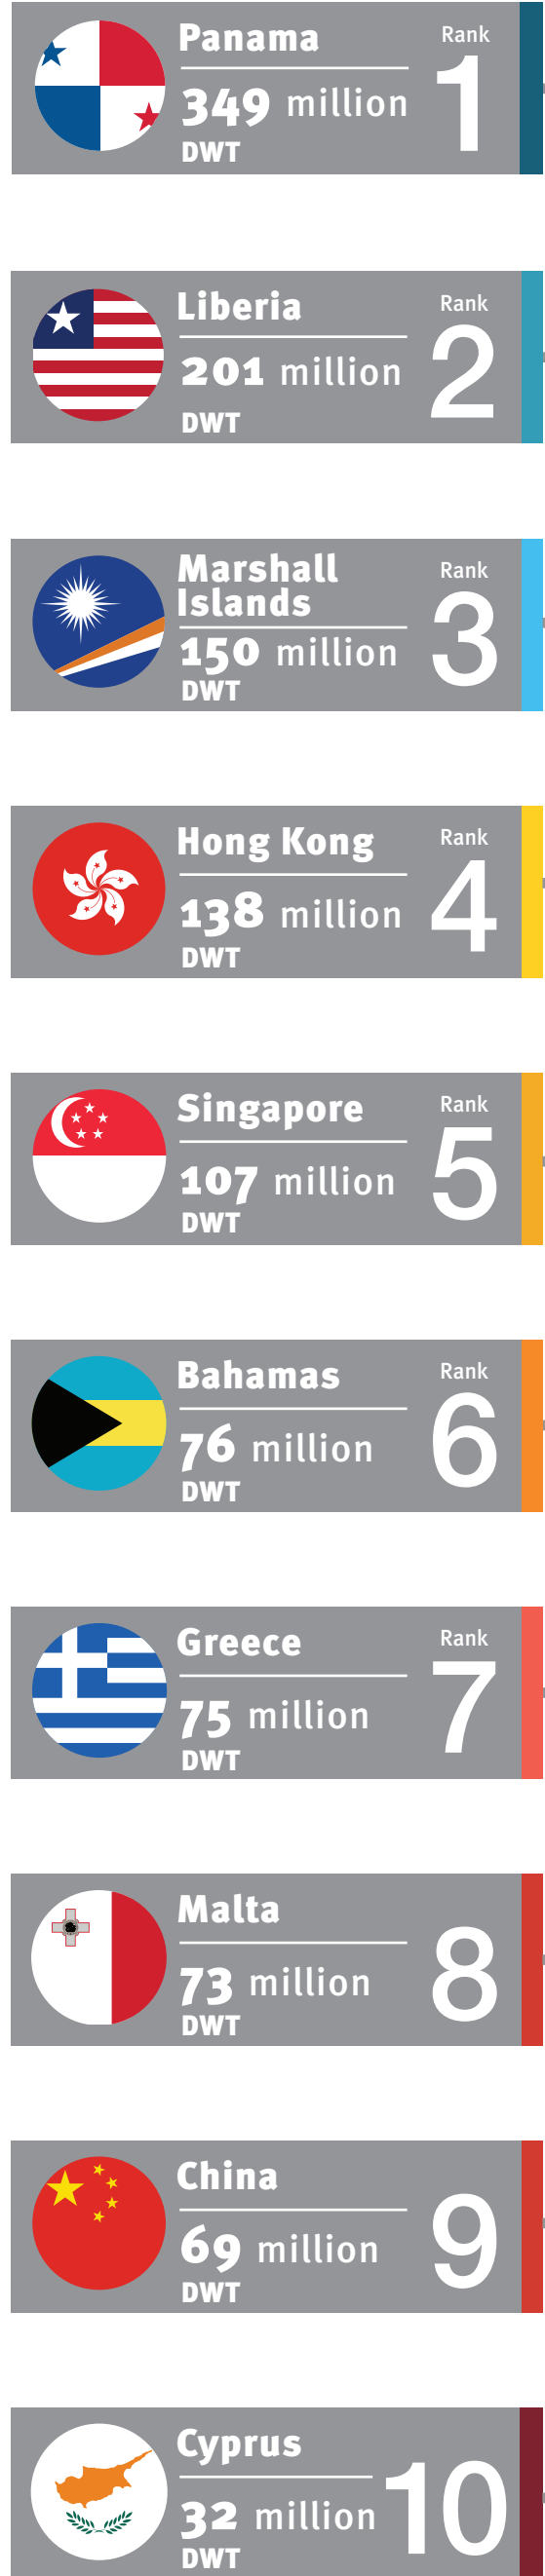 Panama
Rank
349 million
1
DWT
Liberia
Rank
201 million
2
DWT
Marshall
Islands
Rank
150 million
3
DWT
Hong Kong
Rank
138 million
4
DWT
Singapore
Rank
107 million
5
DWT
Bahamas
Rank
76 million
6
DWT
Greece
Rank
75 million
7
DWT
Malta
73 million
8
DWT
China
69 million
9
DWT
Cyprus
32 million
10
DWT